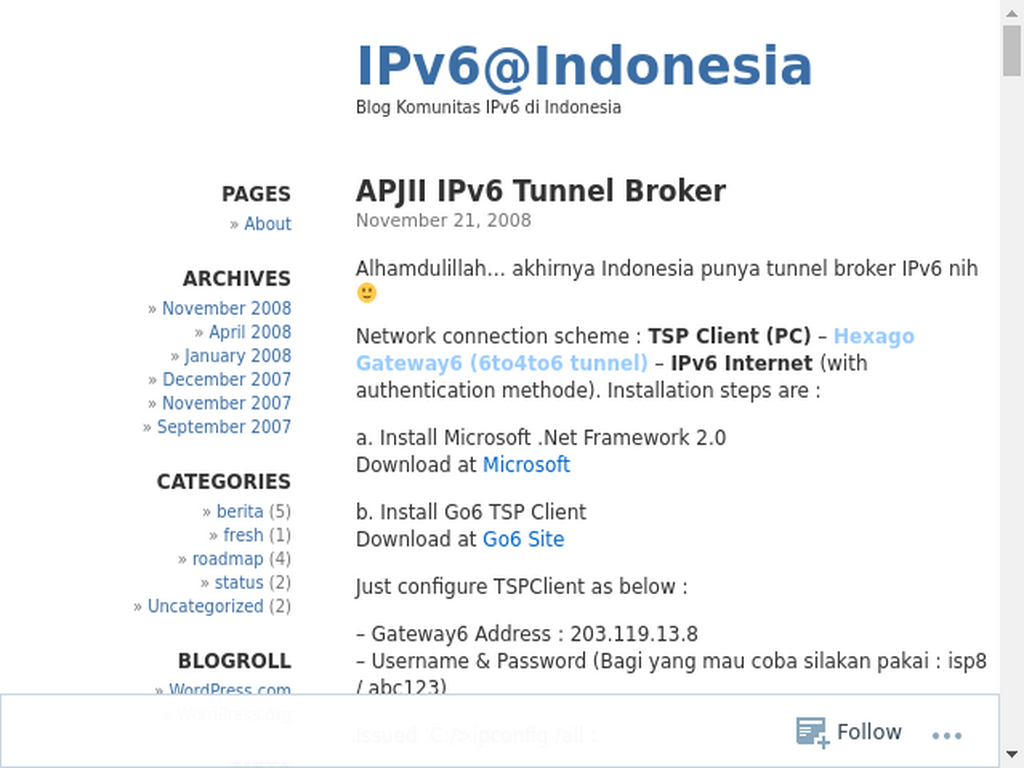 IPv6@Indonesia
Blog Komunitas IPv6 di Indonesia
PAGES
» About
ARCHIVES
» November 2008
» April 2008
» January 2008
» December 2007
» November 2007
» September 2007
CATEGORIES
» berita (5)
» fresh (1)
» roadmap (4)
» status (2)
» Uncategorized (2)
BLOGROLL
» WordPress.com
» WordPress.org
APJII IPv6 Tunnel Broker
November 21, 2008
Alhamdulillah... akhirnya Indonesia punya tunnel broker IPv6 nih
🙂
Network connection scheme : TSP Client (PC) – Hexago
Gateway6 (6to4to6 tunnel) – IPv6 Internet (with
authentication methode). Installation steps are :
a. Install Microsoft .Net Framework 2.0
Download at Microsoft
b. Install Go6 TSP Client
Download at Go6 Site
Just configure TSPClient as below :
– Gateway6 Address : 203.119.13.8
– Username & Password (Bagi yang mau coba silakan pakai : isp8
/ abc123)
Issued. C:/>ipconfig /all :
Follow